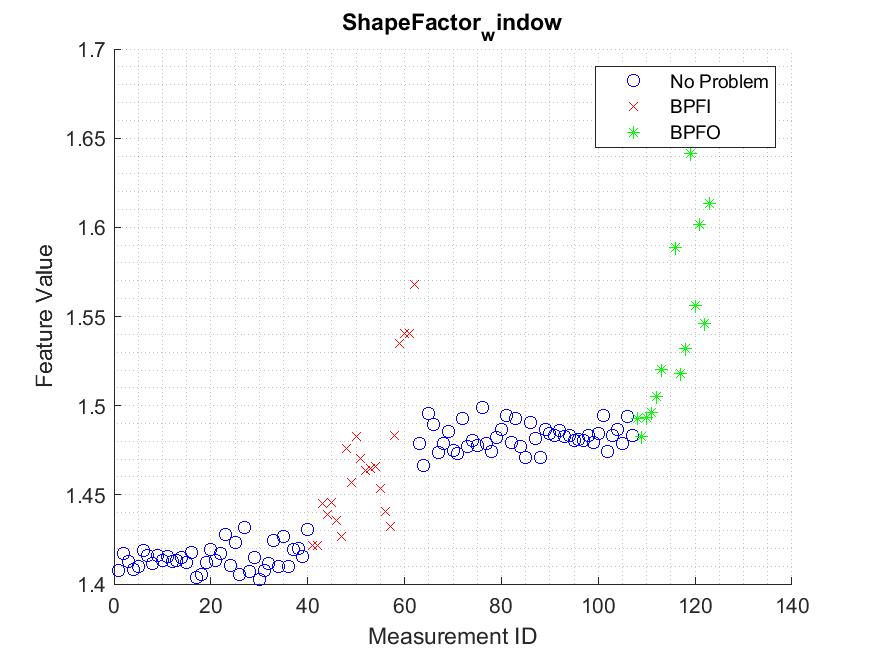 ShapeFactor_window
1.7
1.65
1.6
1.55
1.5
1.45
1.4
Feature Value
No Problem
BPFI
BPFO
0 20 40 60 80 100 120 140
Measurement ID